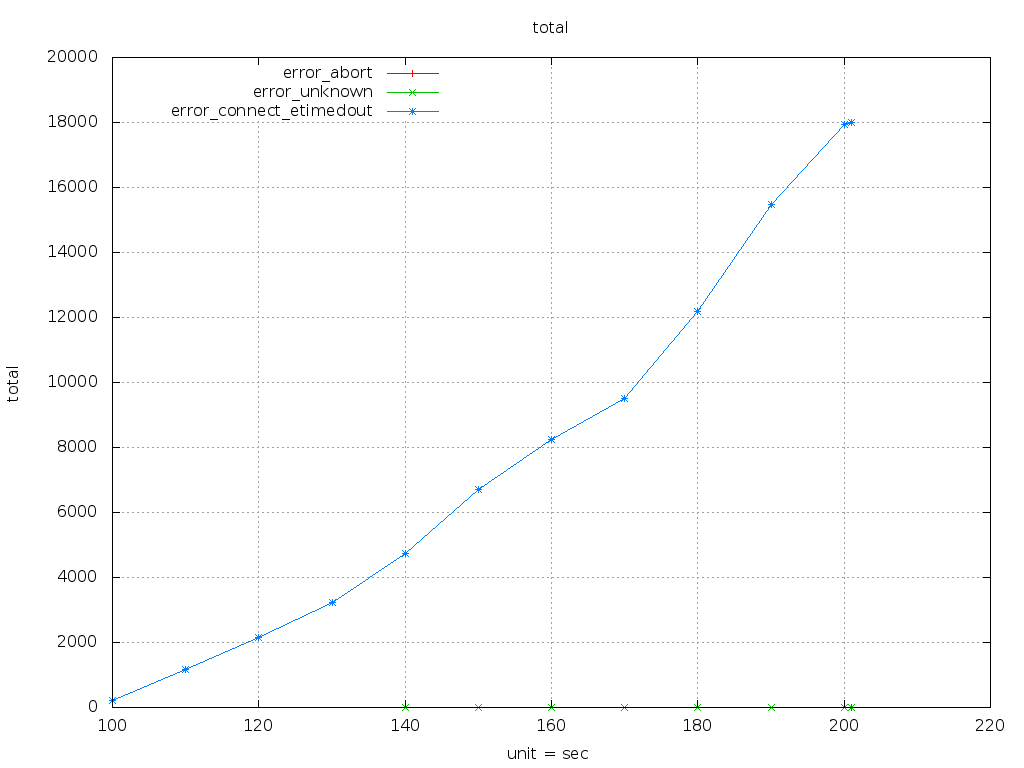 total
20000
18000
16000
14000
12000
10000
8000
6000
4000
2000
0
error_abort
error_unknown
error_connect_etimedout
total
100 120 140 160 180 200 220
unit = sec